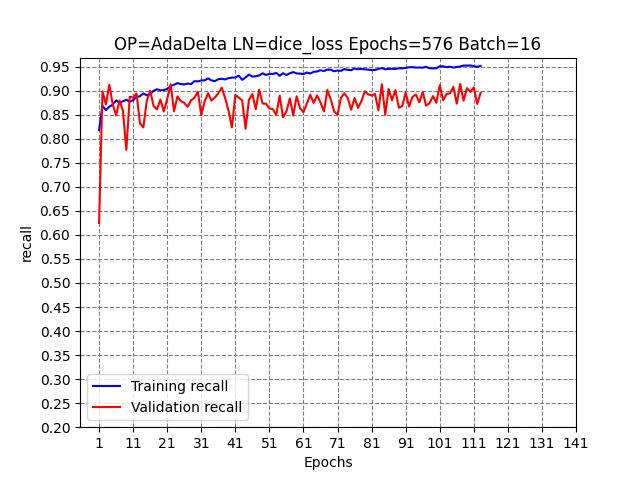 OP=AdaDelta LN=dice_loss Epochs=576 Batch=16
0.95
0.90
0.85
0.80
0.75
0.70
0.65
0.60
0.55
0.50
0.45
0.40
0.35
0.30
0.25
0.20
recall
Training recall
Validation recall
1 11 21 31 41 51 61 71 81 91 101 111 121 131 141
Epochs